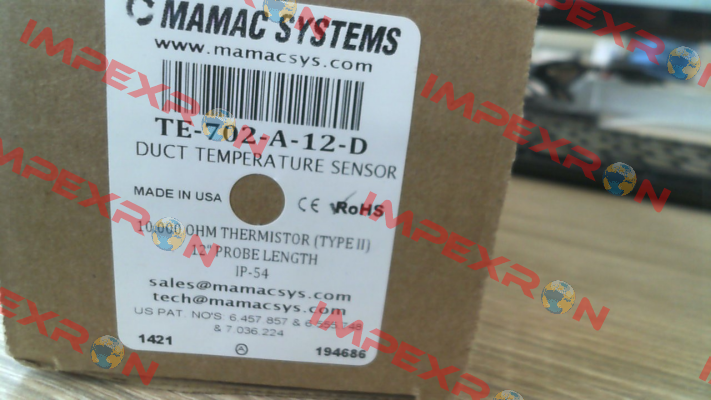 MAMAC SYSTEMS
www.mamacsys.com
TE-702-A-12-D
DUCT TEMPERATURE SENSOR
MADE IN USA
CE RoHS
10,000 OHM THERMISTOR (TYPE II)
12" PROBE LENGTH
IP-54
sales@mamacsys.com
tech@mamacsys.com
US PAT. NO'S 6.457.857 &
& 7.036.224
1421
A
194686
IMPEXRON
IMPEXRON
IMPEXRON
IMPEXRON
IMPEXRON
IMPEXRON